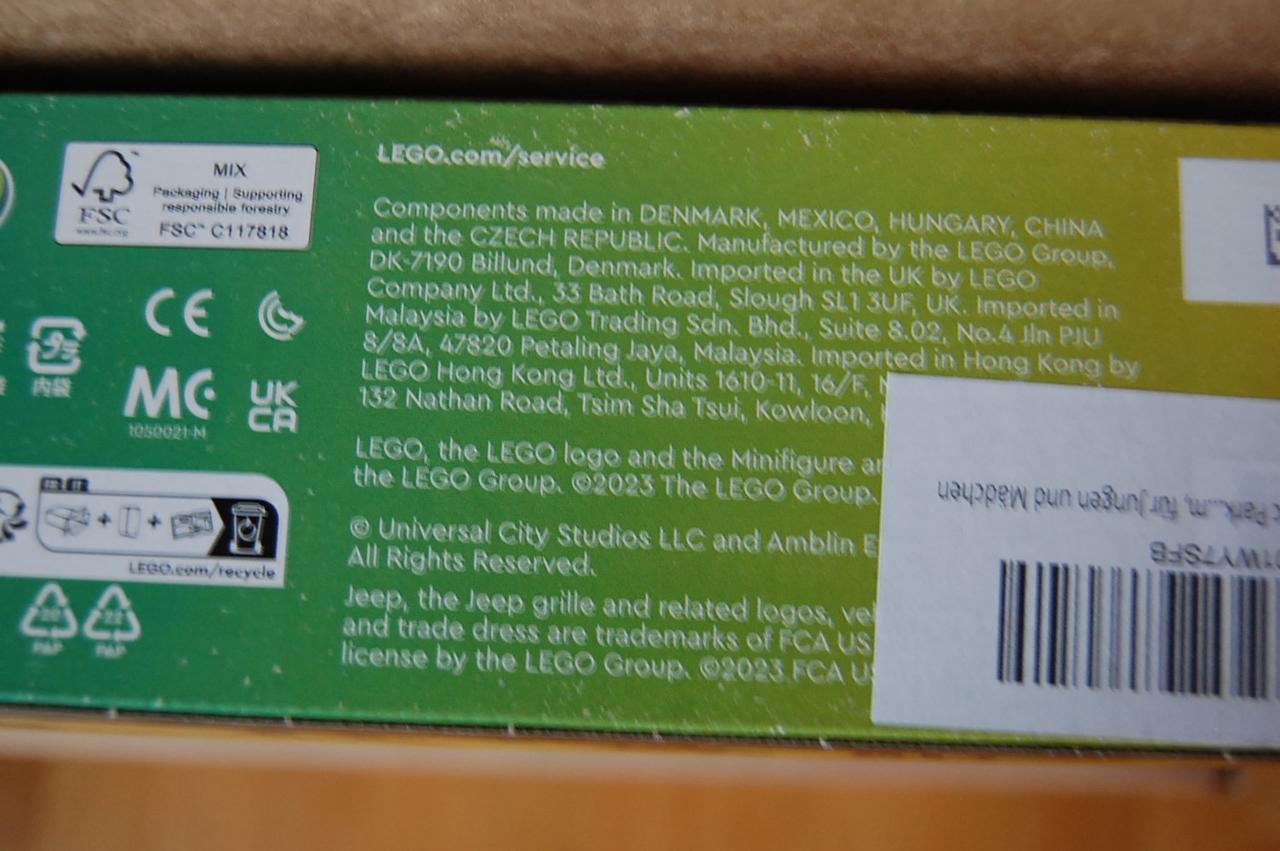 FSC
www.fsc.org
MIX
Packaging | Supporting
responsible forestry
FSC™ C117818
CE
内袋
MC
1050021-M
UK
CA
LEGO.com/recycle
20
PAP
22
PAP
LEGO.com/service
Components made in DENMARK, MEXICO, HUNGARY, CHINA
and the CZECH REPUBLIC. Manufactured by the LEGO Group,
DK-7190 Billund, Denmark. Imported in the UK by LEGO
Company Ltd., 33 Bath Road, Slough SL1 3UF, UK. Imported in
Malaysia by LEGO Trading Sdn. Bhd., Suite 8.02, No.4 Jln PJU
8/8A, 47820 Petaling Jaya, Malaysia. Imported in Hong Kong by
LEGO Hong Kong Ltd., Units 1610-11, 16/F,
132 Nathan Road, Tsim Sha Tsui, Kowloon,
LEGO, the LEGO logo and the Minifigure
the LEGO Group. ©2023 The LEGO Group.
© Universal City Studios LLC and Amblin
All Rights Reserved.
Jeep, the Jeep grille and related logos,
and trade dress are trademarks of FCA US
license by the LEGO Group. ©2023 FCA
Park...m, für Jungen und Mädchen
1WY7SFB